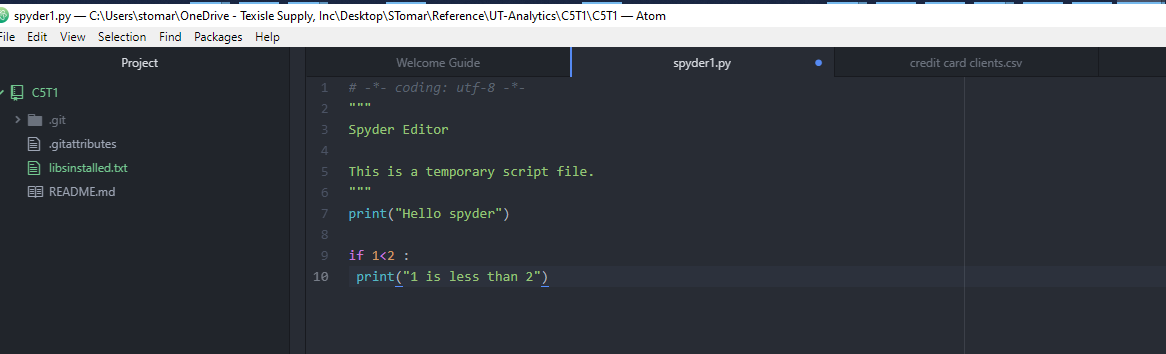 spyder1.py — C:\Users\stomar\OneDrive - Texisle Supply, Inc\Desktop\STomar\Reference\UT-Analytics\C5T1\C5T1 — Atom
File Edit View Selection Find Packages Help
Project
C5T1
.git
.gitattributes
libsinstalled.txt
README.md
Welcome Guide spyder1.py credit card clients.csv
1 # -*- coding: utf-8 -*-
2 """
3 Spyder Editor
4
5 This is a temporary script file.
6 """
7 print("Hello spyder")
8
9 if 1<2 :
10  print("1 is less than 2")